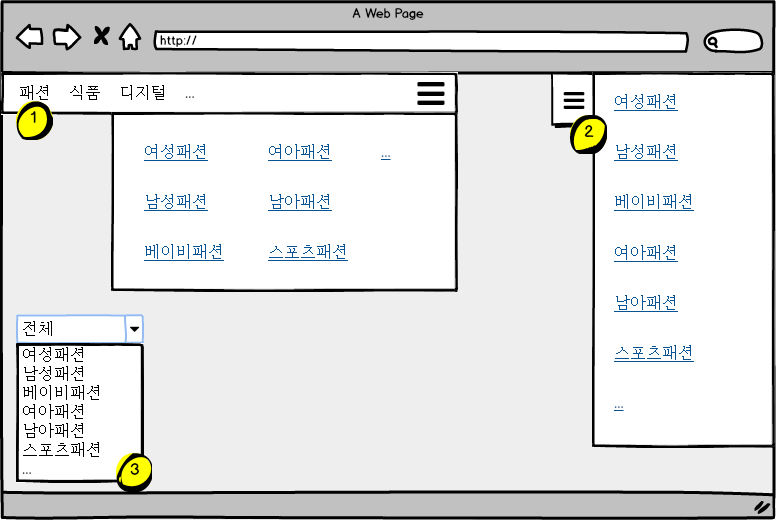 A Web Page
http://
패션 식품 디지털 ...
1
여성패션 여아패션 ...
남성패션 남아패션
베이비패션 스포츠패션
2
여성패션
남성패션
베이비패션
여아패션
남아패션
스포츠패션
...
전체
여성패션
남성패션
베이비패션
여아패션
남아패션
스포츠패션
...
3